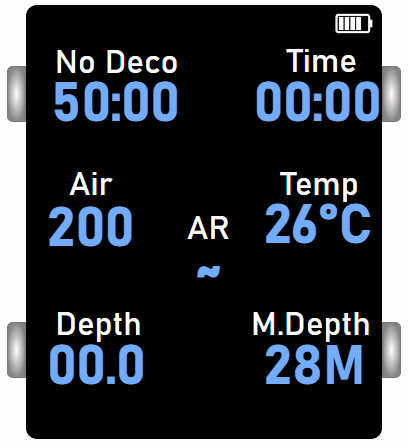 No Deco Time
50:00 00:00
Air Temp
200 AR 26°C
~
Depth M.Depth
00.0 28M